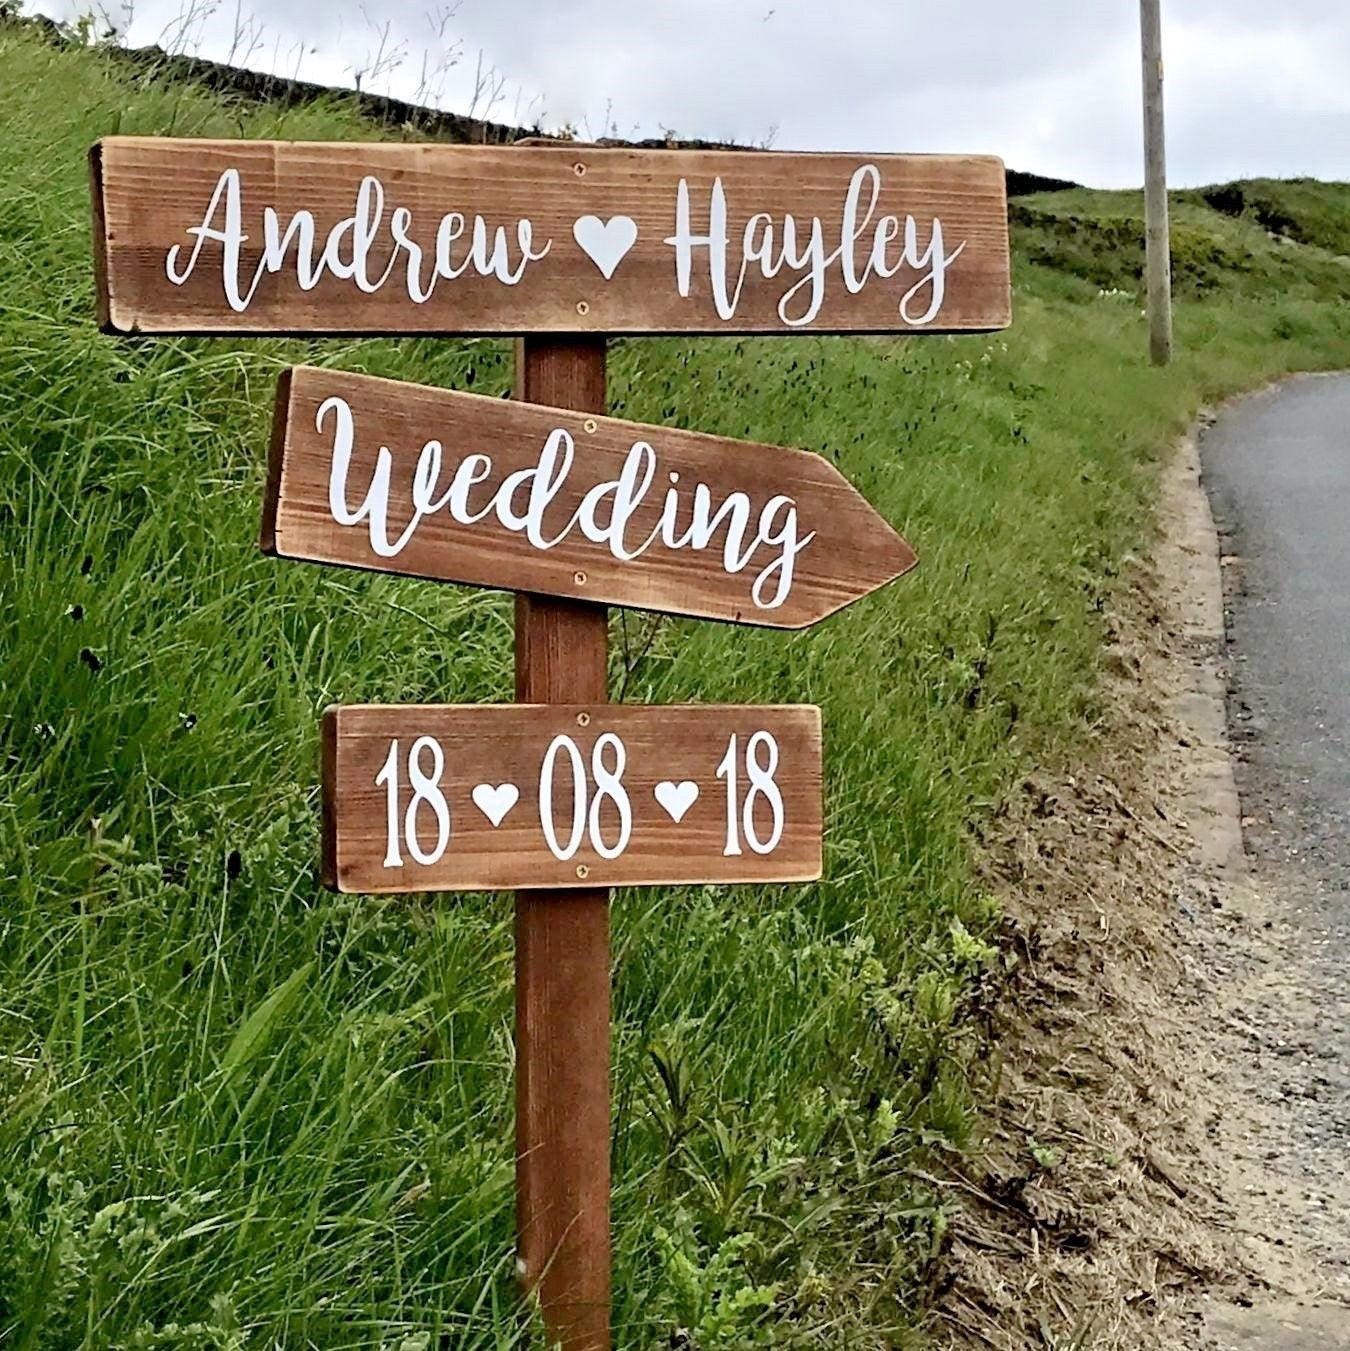 Andrew ♥ Hayley
Wedding
18 ♥ 08 ♥ 18